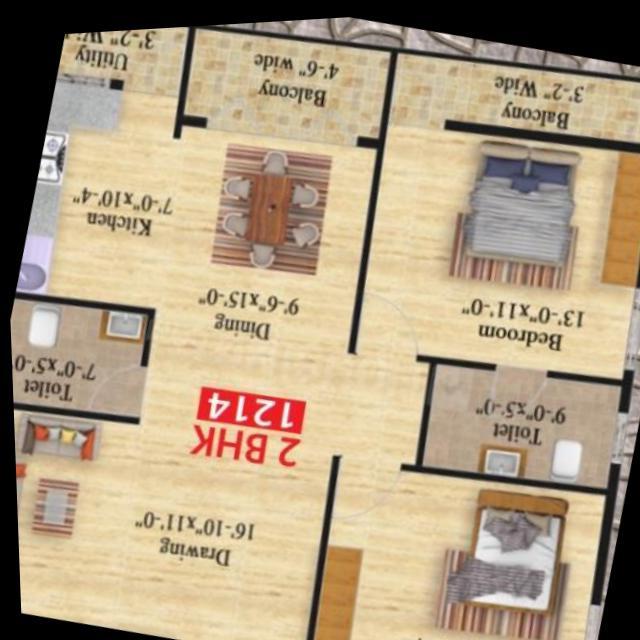 Drawing
16'-10"x11'-0"
2 BHK
1214
Toilet
9'-0"x5'-0"
Toilet
7'-0"x5'-0
Bedroom
13'-0"x11'-0"
Dining
9'-6"x15'-0"
Kitchen
7'-0"x10'-4"
Balcony
3'-2" Wide
Balcony
4'-6" wide
Utility
3'-2" W